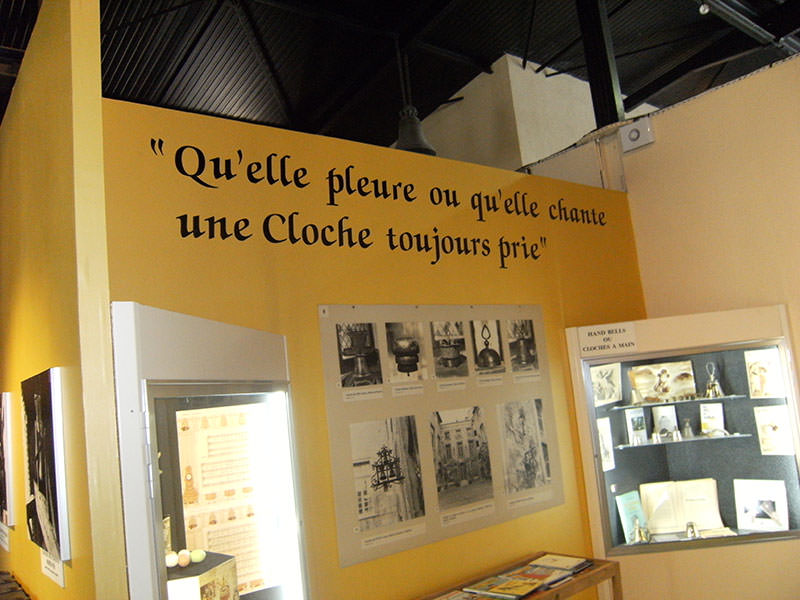 "Qu'elle pleure ou qu'elle chante
une Cloche toujours prie"
HAND BELLS
OU
CLOCHES A MAIN